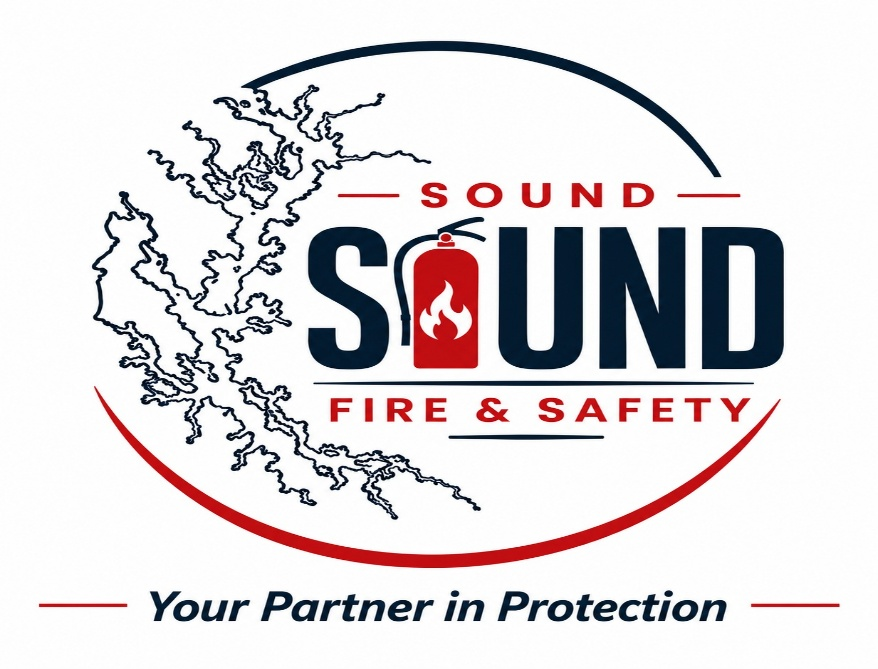 SOUND
SOUND
FIRE & SAFETY
Your Partner in Protection